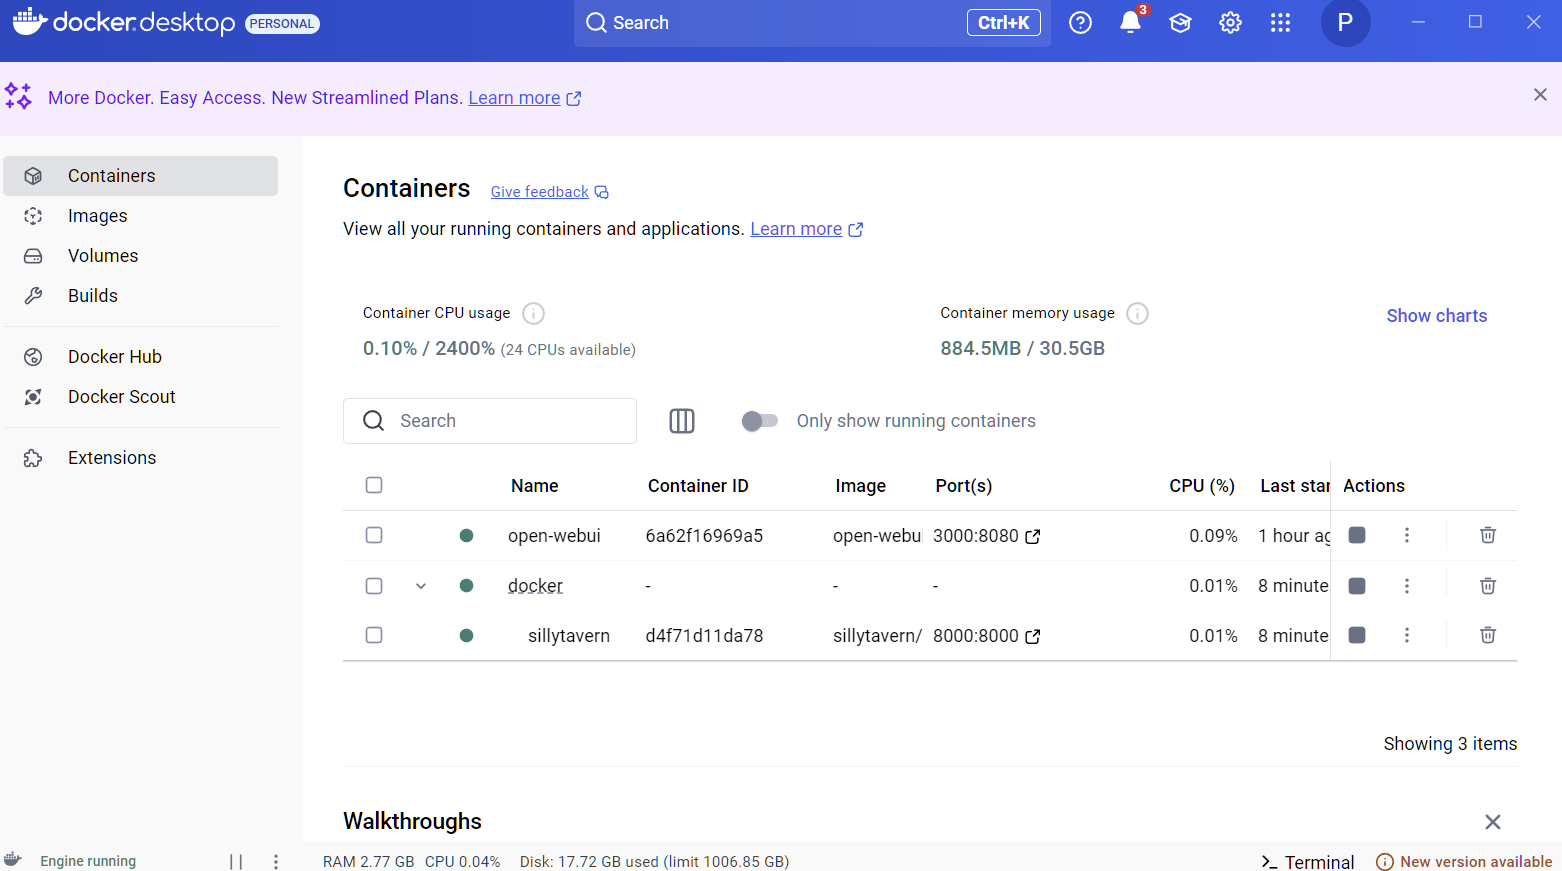 docker.desktop PERSONAL
Search Ctrl+K
3
P
More Docker. Easy Access. New Streamlined Plans. Learn more
Containers
Images
Volumes
Builds
Docker Hub
Docker Scout
Extensions
Containers Give feedback
View all your running containers and applications. Learn more
Container CPU usage
0.10% / 2400% (24 CPUs available)
Container memory usage
884.5MB / 30.5GB
Show charts
Search
Only show running containers
Name Container ID Image Port(s) CPU (%) Last star Actions
open-webui 6a62f16969a5 open-webui 3000:8080 0.09% 1 hour ag
docker - - - 0.01% 8 minute
sillytavern d4f71d11da78 sillytavern/ 8000:8000 0.01% 8 minute
Showing 3 items
Walkthroughs
Engine running RAM 2.77 GB CPU 0.04% Disk: 17.72 GB used (limit 1006.85 GB) Terminal New version available